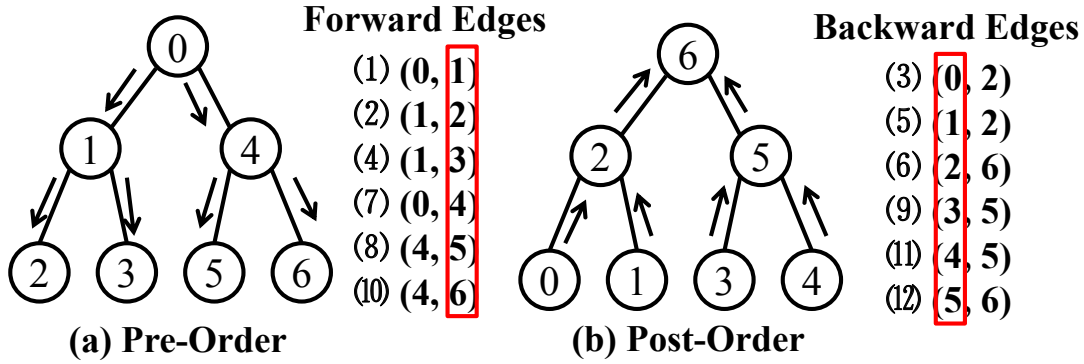 Forward Edges
0
(1) (0, 1)
(2) (1, 2)
1
4
(4) (1, 3)
(7) (0, 4)
(8) (4, 5)
2
3
5
6
(10) (4, 6)
(a) Pre-Order
Backward Edges
6
(3) (0, 2)
(5) (1, 2)
2
5
(6) (2, 6)
(9) (3, 5)
(11) (4, 5)
0
1
3
4
(12) (5, 6)
(b) Post-Order